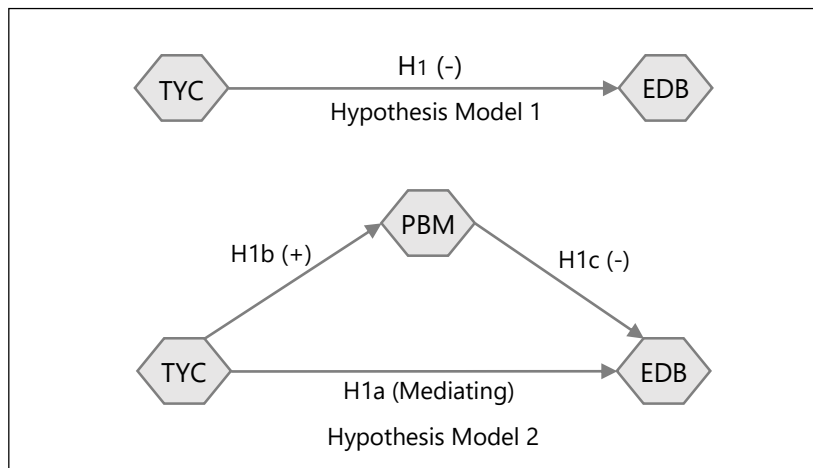 H1 (-)
TYC
EDB
Hypothesis Model 1
PBM
H1b (+)
H1c (-)
TYC
EDB
H1a (Mediating)
Hypothesis Model 2